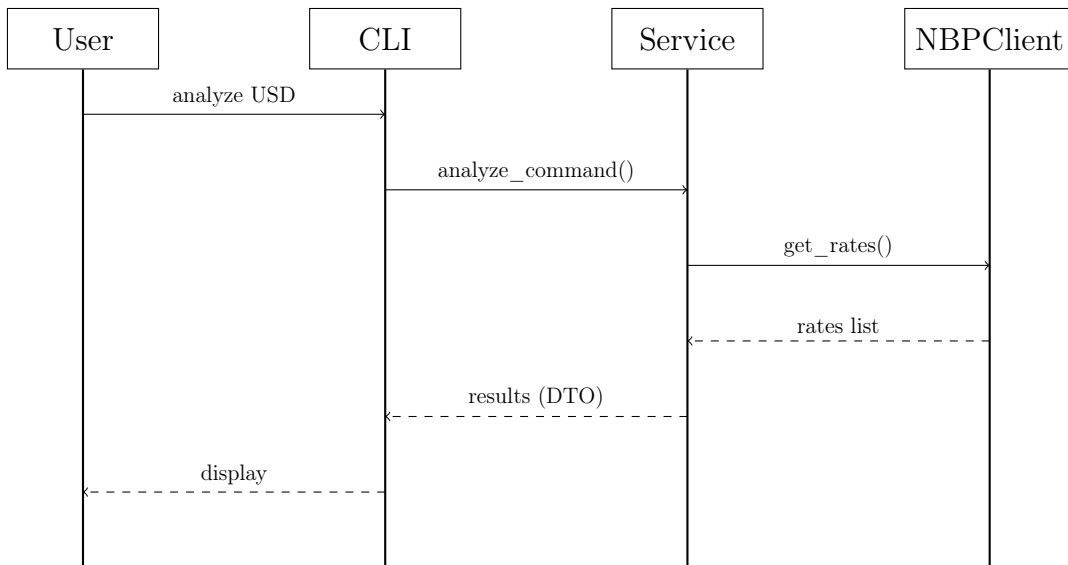 User
CLI
Service
NBPClient
analyze USD
analyze_command()
get_rates()
rates list
results (DTO)
display